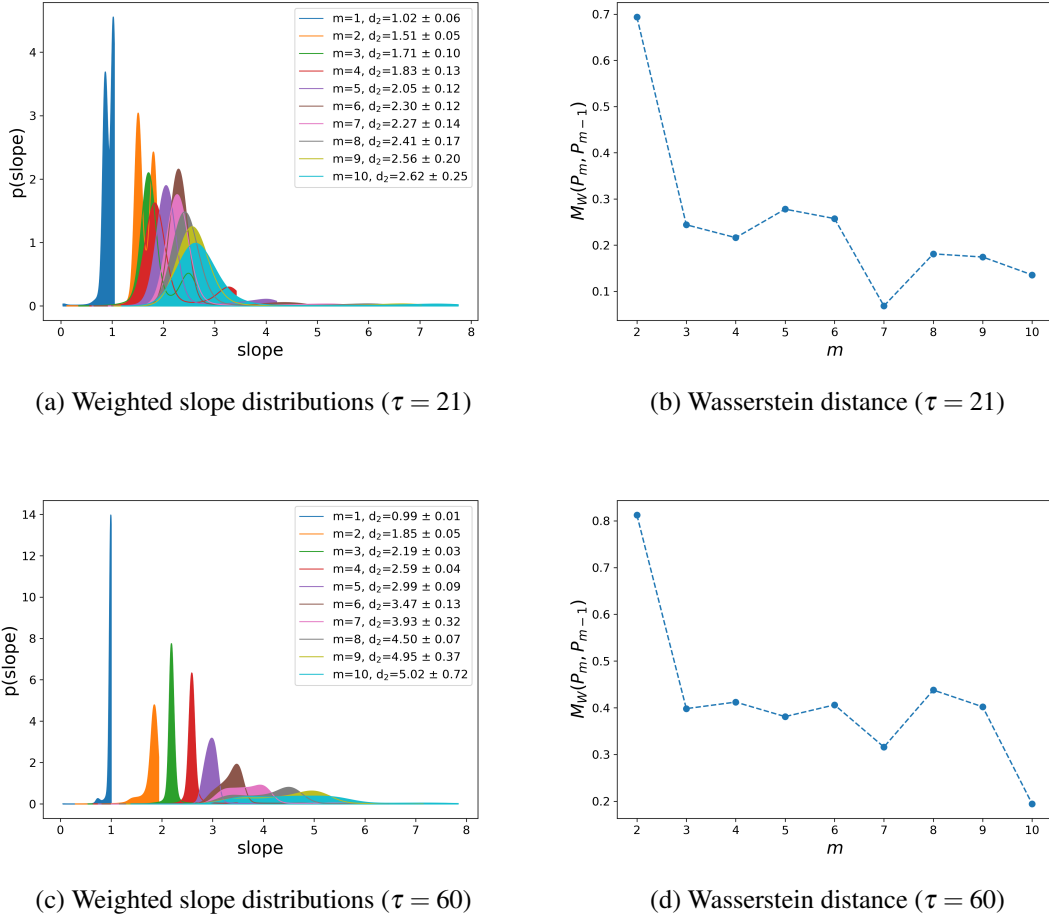 4
3
2
1
0
p(slope)
0 1 2 3 4 5 6 7 8
slope
m=1, d₂=1.02 ± 0.06
m=2, d₂=1.51 ± 0.05
m=3, d₂=1.71 ± 0.10
m=4, d₂=1.83 ± 0.13
m=5, d₂=2.05 ± 0.12
m=6, d₂=2.30 ± 0.12
m=7, d₂=2.27 ± 0.14
m=8, d₂=2.41 ± 0.17
m=9, d₂=2.56 ± 0.20
m=10, d₂=2.62 ± 0.25
(a) Weighted slope distributions (τ = 21)
0.7
0.6
0.5
0.4
0.3
0.2
0.1
M_W(P_m, P_{m−1})
2 3 4 5 6 7 8 9 10
m
(b) Wasserstein distance (τ = 21)
14
12
10
8
6
4
2
0
p(slope)
0 1 2 3 4 5 6 7 8
slope
m=1, d₂=0.99 ± 0.01
m=2, d₂=1.85 ± 0.05
m=3, d₂=2.19 ± 0.03
m=4, d₂=2.59 ± 0.04
m=5, d₂=2.99 ± 0.09
m=6, d₂=3.47 ± 0.13
m=7, d₂=3.93 ± 0.32
m=8, d₂=4.50 ± 0.07
m=9, d₂=4.95 ± 0.37
m=10, d₂=5.02 ± 0.72
(c) Weighted slope distributions (τ = 60)
0.8
0.7
0.6
0.5
0.4
0.3
0.2
M_W(P_m, P_{m−1})
2 3 4 5 6 7 8 9 10
m
(d) Wasserstein distance (τ = 60)